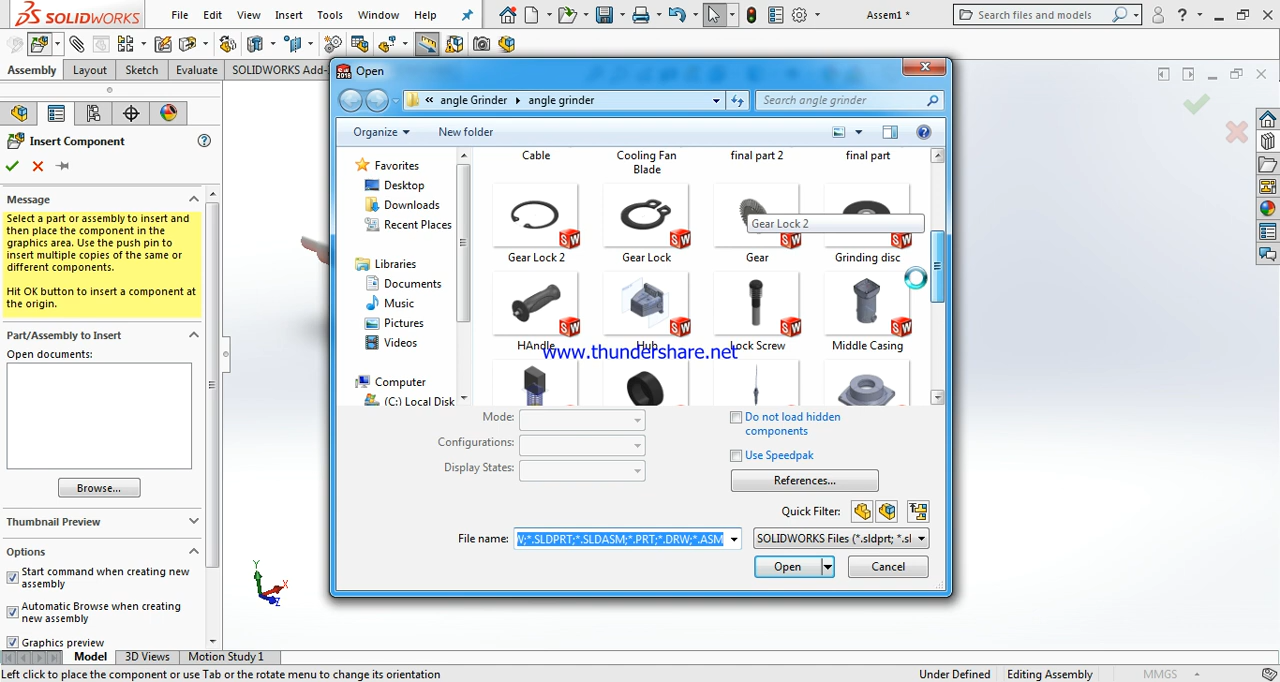 SOLIDWORKS
File Edit View Insert Tools Window Help
Assem1 *
Search files and models
Assembly Layout Sketch Evaluate SOLIDWORKS Add-
Insert Component
Message
Select a part or assembly to insert and
then place the component in the
graphics area. Use the push pin to
insert multiple copies of the same or
different components.
Hit OK button to insert a component at
the origin.
Part/Assembly to Insert
Open documents:
Browse...
Thumbnail Preview
Options
Start command when creating new
assembly
Automatic Browse when creating
new assembly
Graphics preview
Open
« angle Grinder angle grinder
Search angle grinder
Organize
New folder
Favorites
Desktop
Downloads
Recent Places
Libraries
Documents
Music
Pictures
Videos
Computer
(C:) Local Disk
Cable
Cooling Fan
Blade
final part 2
final part
Gear Lock 2
Gear Lock 2
Gear Lock
Gear
Grinding disc
HAndle
Hub
Lock Screw
Middle Casing
www.thundershare.net
Mode:
Configurations:
Display States:
Do not load hidden
components
Use Speedpak
References...
Quick Filter:
File name:
W;*.SLDPRT;*.SLDASM;*.PRT;*.DRW;*.ASM
SOLIDWORKS Files (*.sldprt; *.sl
Open
Cancel
Y
X
Z
Model 3D Views Motion Study 1
Left click to place the component or use Tab or the rotate menu to change its orientation
Under Defined
Editing Assembly
MMGS